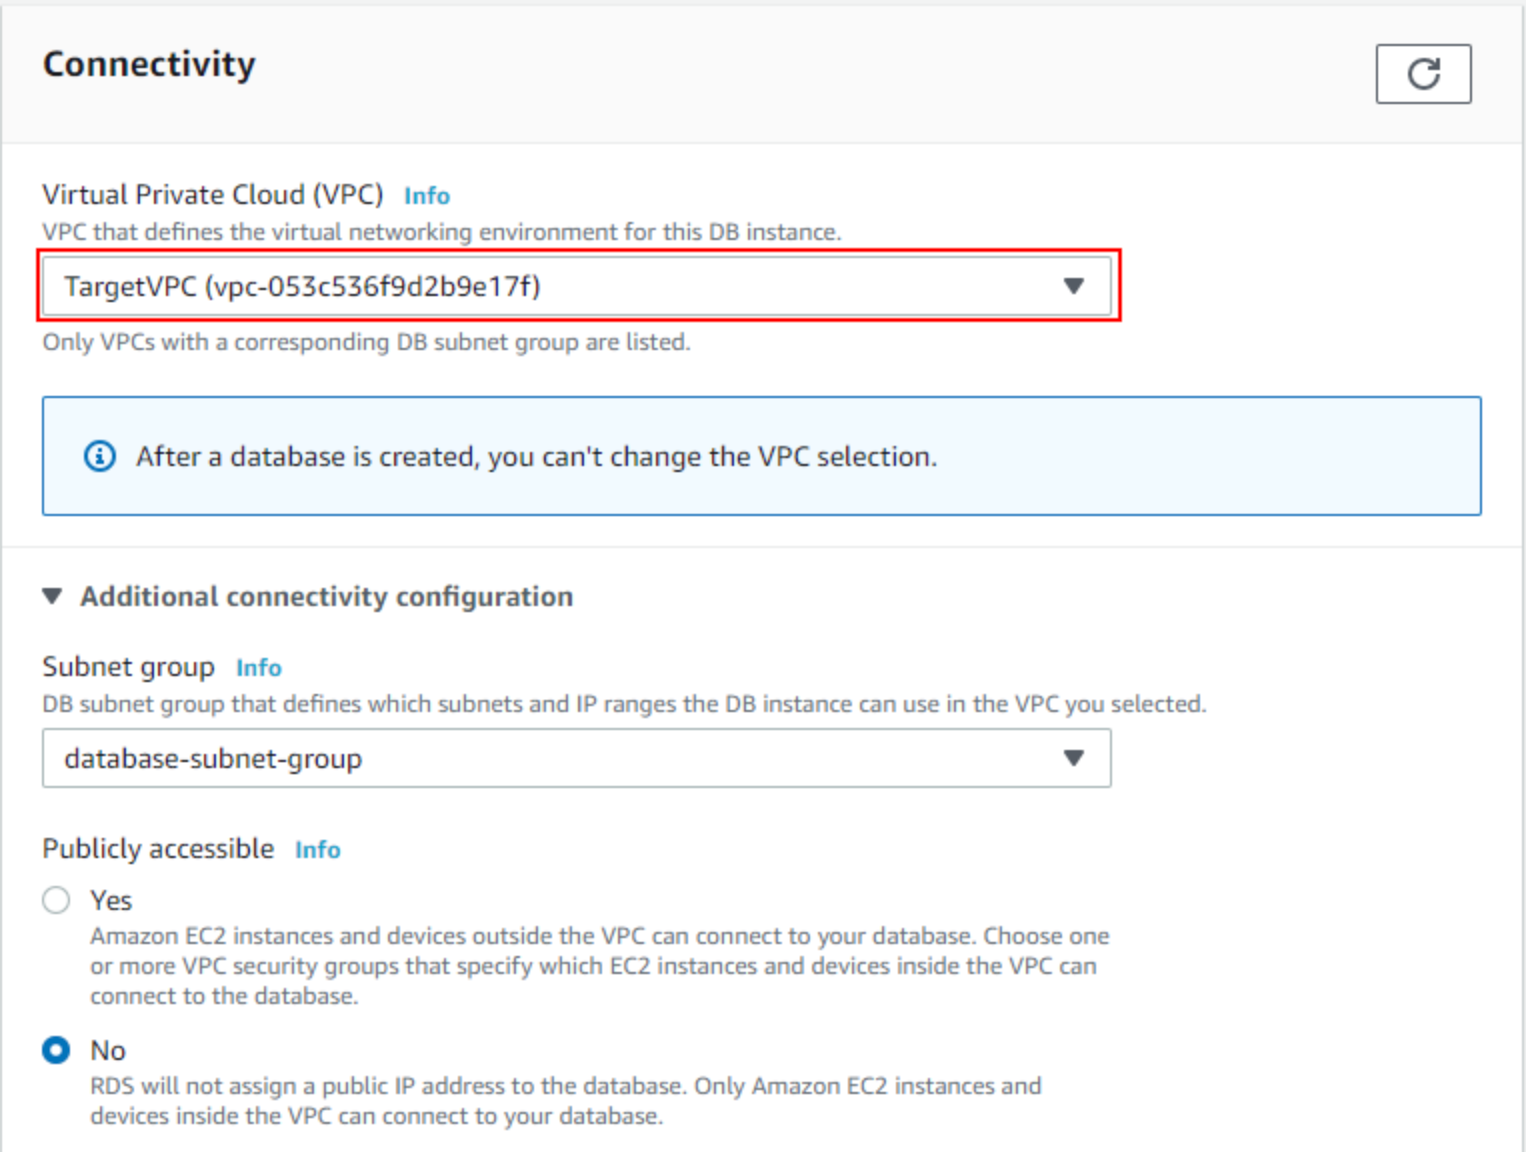 Connectivity
Virtual Private Cloud (VPC) Info
VPC that defines the virtual networking environment for this DB instance.
TargetVPC (vpc-053c536f9d2b9e17f)
Only VPCs with a corresponding DB subnet group are listed.
After a database is created, you can't change the VPC selection.
Additional connectivity configuration
Subnet group Info
DB subnet group that defines which subnets and IP ranges the DB instance can use in the VPC you selected.
database-subnet-group
Publicly accessible Info
Yes
Amazon EC2 instances and devices outside the VPC can connect to your database. Choose one
or more VPC security groups that specify which EC2 instances and devices inside the VPC can
connect to the database.
No
RDS will not assign a public IP address to the database. Only Amazon EC2 instances and
devices inside the VPC can connect to your database.